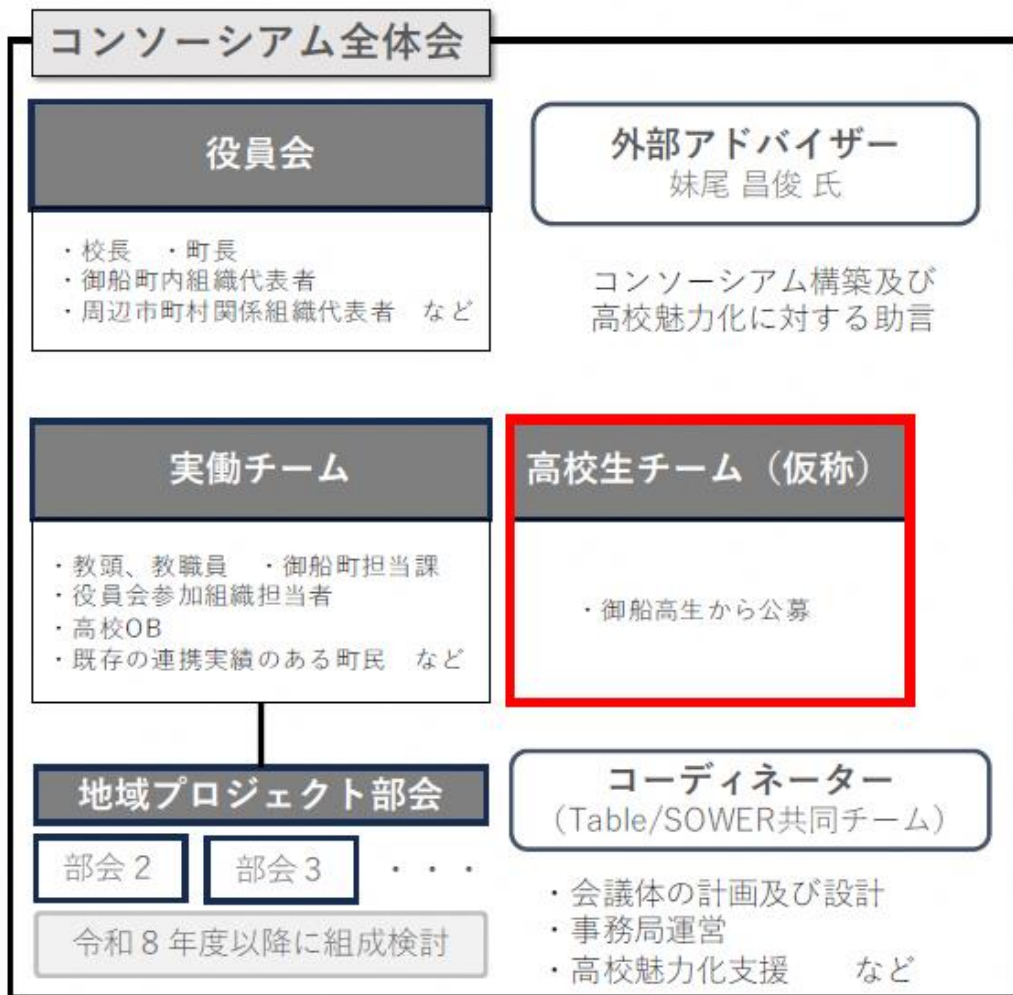 コンソーシアム全体会
役員会
・校長　・町長
・御船町内組織代表者
・周辺市町村関係組織代表者　など
外部アドバイザー
妹尾 昌俊 氏
コンソーシアム構築及び
高校魅力化に対する助言
実働チーム
・教頭、教職員　・御船町担当課
・役員会参加組織担当者
・高校OB
・既存の連携実績のある町民　など
高校生チーム（仮称）
・御船高生から公募
地域プロジェクト部会
部会２　部会３　・・・
令和８年度以降に組成検討
コーディネーター
（Table/SOWER共同チーム）
・会議体の計画及び設計
・事務局運営
・高校魅力化支援　　など